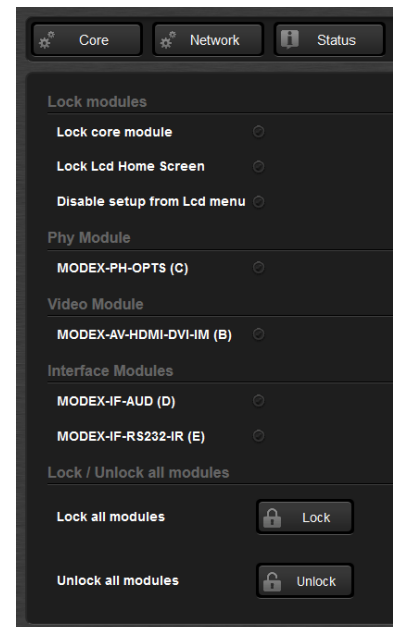 Core Network Status
Lock modules
Lock core module
Lock Lcd Home Screen
Disable setup from Lcd menu
Phy Module
MODEX-PH-OPTS (C)
Video Module
MODEX-AV-HDMI-DVI-IM (B)
Interface Modules
MODEX-IF-AUD (D)
MODEX-IF-RS232-IR (E)
Lock / Unlock all modules
Lock all modules Lock
Unlock all modules Unlock